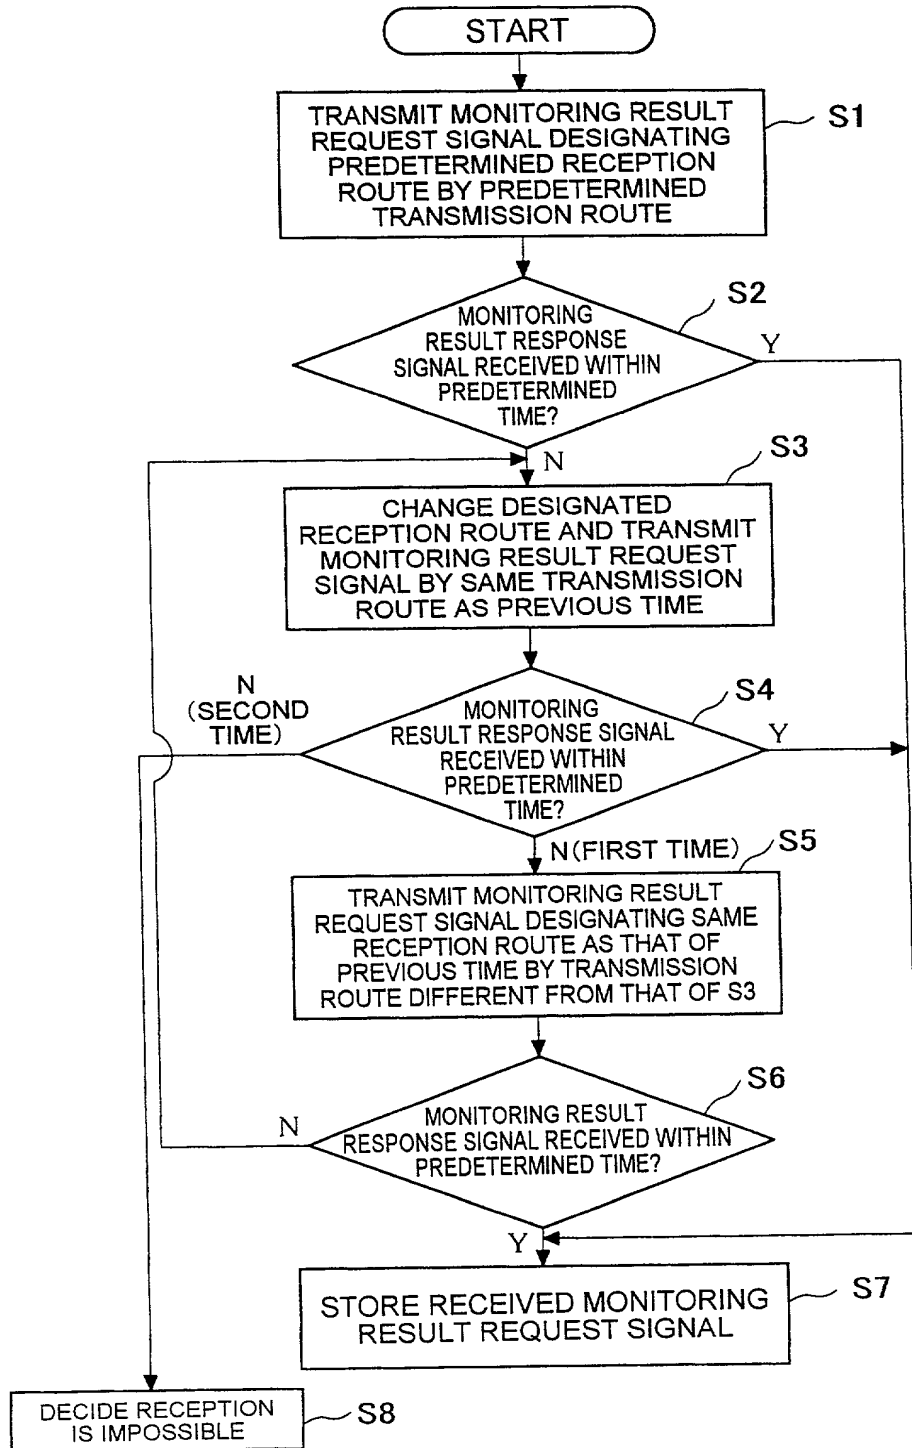 START
TRANSMIT MONITORING RESULT
REQUEST SIGNAL DESIGNATING
PREDETERMINED RECEPTION
ROUTE BY PREDETERMINED
TRANSMISSION ROUTE
S1
S2
MONITORING
RESULT RESPONSE
SIGNAL RECEIVED WITHIN
PREDETERMINED
TIME?
Y
N
S3
CHANGE DESIGNATED
RECEPTION ROUTE AND TRANSMIT
MONITORING RESULT REQUEST
SIGNAL BY SAME TRANSMISSION
ROUTE AS PREVIOUS TIME
N
(SECOND
TIME)
S4
MONITORING
RESULT RESPONSE SIGNAL
RECEIVED WITHIN
PREDETERMINED
TIME?
Y
N(FIRST TIME)
S5
TRANSMIT MONITORING RESULT
REQUEST SIGNAL DESIGNATING SAME
RECEPTION ROUTE AS THAT OF
PREVIOUS TIME BY TRANSMISSION
ROUTE DIFFERENT FROM THAT OF S3
S6
N
MONITORING RESULT
RESPONSE SIGNAL RECEIVED WITHIN
PREDETERMINED TIME?
Y
S7
STORE RECEIVED MONITORING
RESULT REQUEST SIGNAL
DECIDE RECEPTION
IS IMPOSSIBLE
S8